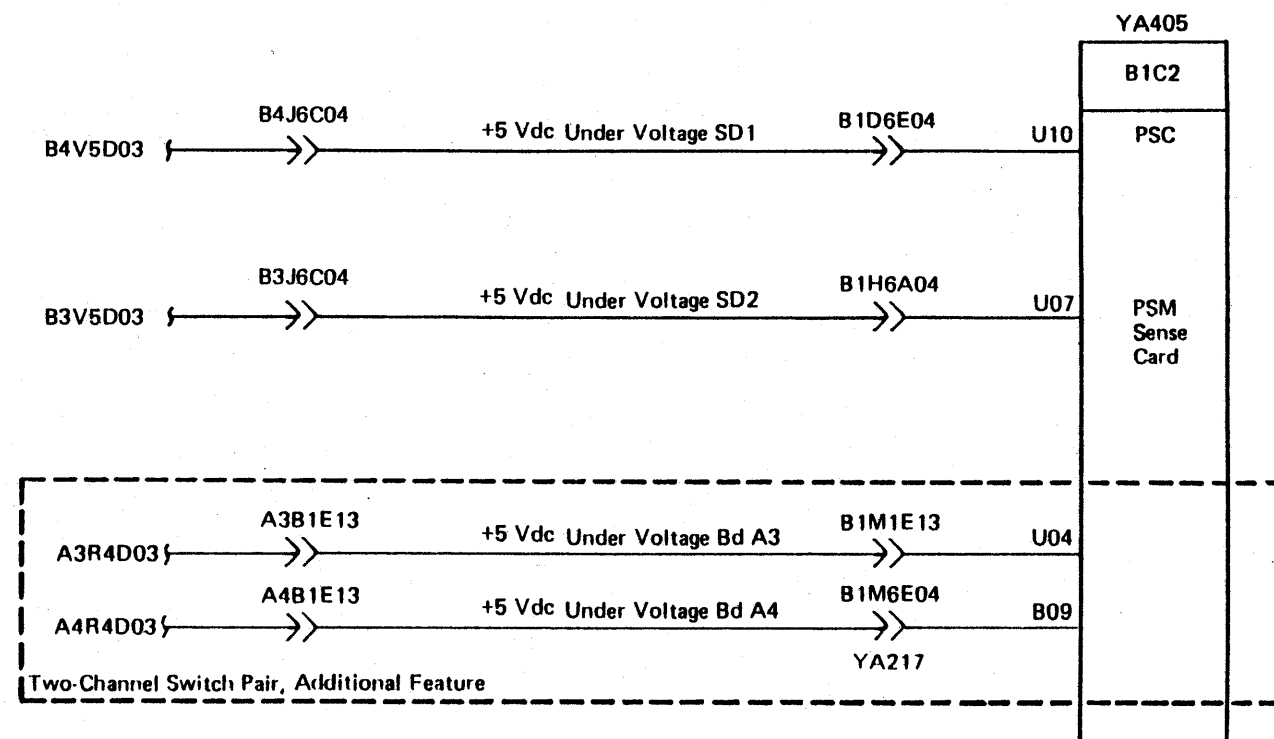 YA405
B1C2
B4J6C04
+5 Vdc Under Voltage SD1
B1D6E04
B4V5D03
U10
PSC
B3J6C04
+5 Vdc Under Voltage SD2
B1H6A04
B3V5D03
U07
PSM
Sense
Card
A3B1E13
+5 Vdc Under Voltage Bd A3
B1M1E13
A3R4D03
U04
A4B1E13
+5 Vdc Under Voltage Bd A4
B1M6E04
A4R4D03
B09
YA217
Two-Channel Switch Pair, Additional Feature